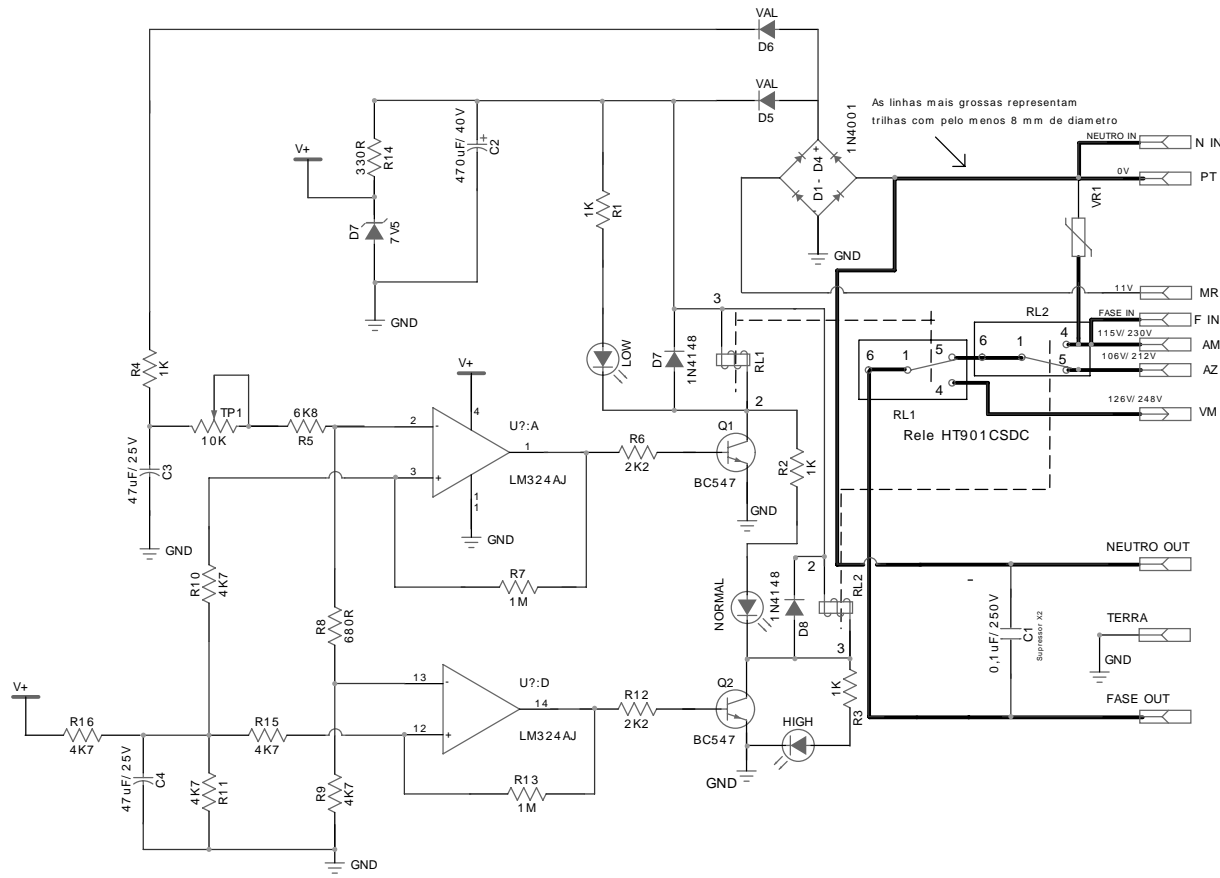 VAL
D6
VAL
D5
1N4001
D1 - D4
+
-
GND
As linhas mais grossas representam
trilhas com pelo menos 8 mm de diametro
NEUTRO IN
N IN
0V
PT
VR1
11V
MR
FASE IN
F IN
115V/ 230V
AM
106V/ 212V
AZ
126V/ 248V
VM
RL2
4
5
6
1
6
1
5
4
RL1
Rele HT901CSDC
V+
330R
R14
470uF/ 40V
+
C2
D7
7V5
GND
1K
R1
LOW
D7
1N4148
3
RL1
2
R4
1K
TP1
10K
6K8
R5
47uF/ 25V
C3
GND
V+
4
U?:A
2
-
3
+
1
LM324AJ
1
1
GND
R6
2K2
Q1
BC547
GND
R2
1K
R7
1M
R10
4K7
R8
680R
NORMAL
1N4148
D8
2
RL2
3
NEUTRO OUT
-
0,1uF/ 250V
C1
Supressor X2
TERRA
GND
FASE OUT
V+
R16
4K7
R15
4K7
47uF/ 25V
C4
4K7
R11
R9
4K7
GND
U?:D
13
-
12
+
14
LM324AJ
R13
1M
R12
2K2
Q2
BC547
GND
HIGH
1K
R3